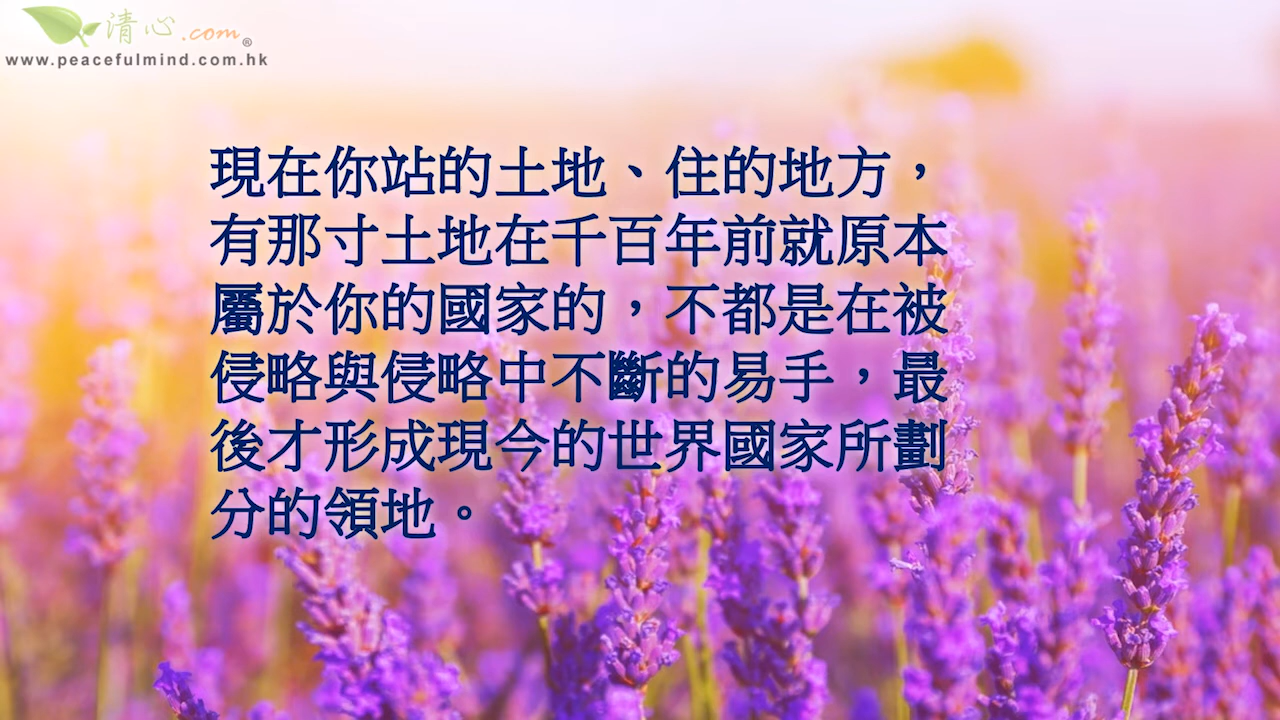 清心.com®
www.peacefulmind.com.hk
現在你站的土地、住的地方，
有那寸土地在千百年前就原本
屬於你的國家的，不都是在被
侵略與侵略中不斷的易手，最
後才形成現今的世界國家所劃
分的領地。